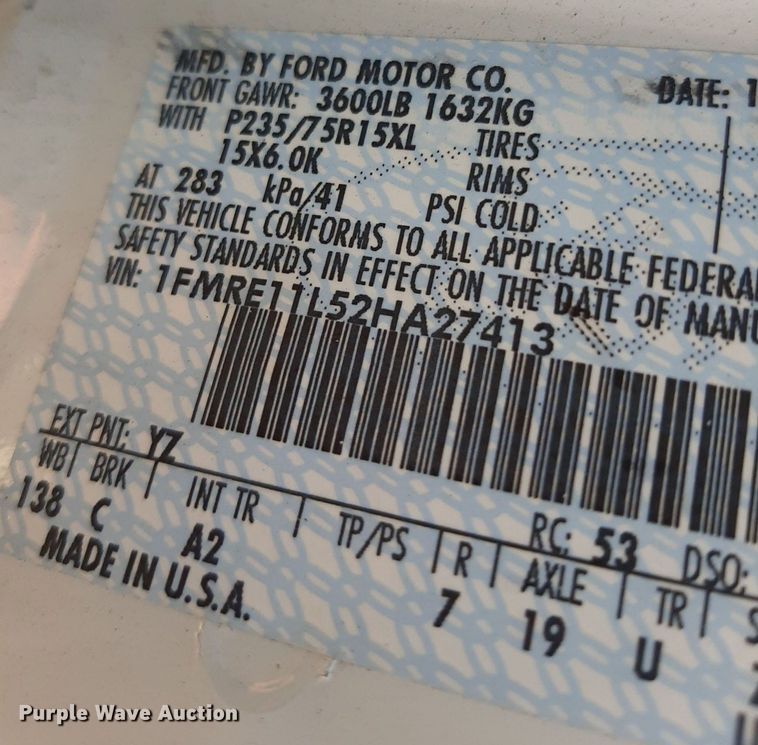 MFD. BY FORD MOTOR CO. DATE: 1
FRONT GAWR: 3600LB 1632KG
WITH P235/75R15XL TIRES
15X6.0K RIMS
AT 283 kPa/41 PSI COLD
THIS VEHICLE CONFORMS TO ALL APPLICABLE FEDERA
SAFETY STANDARDS IN EFFECT ON THE DATE OF MANU
VIN: 1FMRE11L52HA27413
EXT PNT: YZ RC: 53 DSO:
WB BRK INT TR TP/PS R AXLE TR
138 C A2 7 19 U
MADE IN U.S.A.
Purple Wave Auction